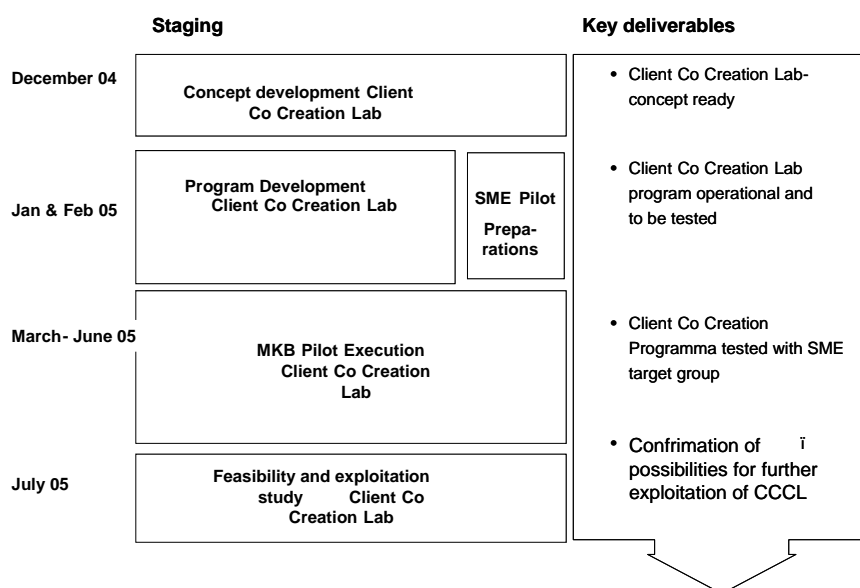 Staging
Key deliverables
December 04
Concept development Client
Co Creation Lab
• Client Co Creation Lab-
concept ready
Jan & Feb 05
Program Development
Client Co Creation Lab
SME Pilot
Prepa-
rations
• Client Co Creation Lab
program operational and
to be tested
March- June 05
MKB Pilot Execution
Client Co Creation
Lab
• Client Co Creation
Programma tested with SME
target group
July 05
Feasibility and exploitation
study Client Co
Creation Lab
• Confrimation of ï
possibilities for further
exploitation of CCCL